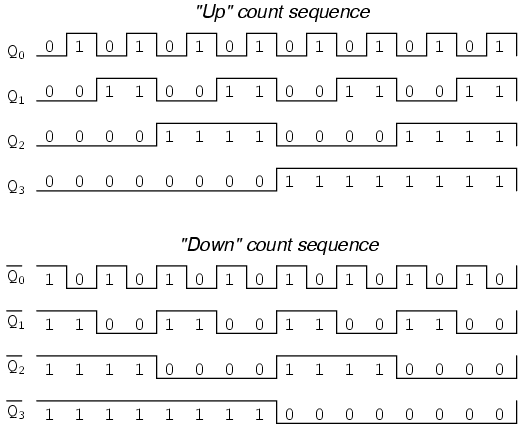 "Up" count sequence
Q0 0 1 0 1 0 1 0 1 0 1 0 1 0 1 0 1
Q1 0 0 1 1 0 0 1 1 0 0 1 1 0 0 1 1
Q2 0 0 0 0 1 1 1 1 0 0 0 0 1 1 1 1
Q3 0 0 0 0 0 0 0 0 1 1 1 1 1 1 1 1
"Down" count sequence
Q̅0 1 0 1 0 1 0 1 0 1 0 1 0 1 0 1 0
Q̅1 1 1 0 0 1 1 0 0 1 1 0 0 1 1 0 0
Q̅2 1 1 1 1 0 0 0 0 1 1 1 1 0 0 0 0
Q̅3 1 1 1 1 1 1 1 1 0 0 0 0 0 0 0 0